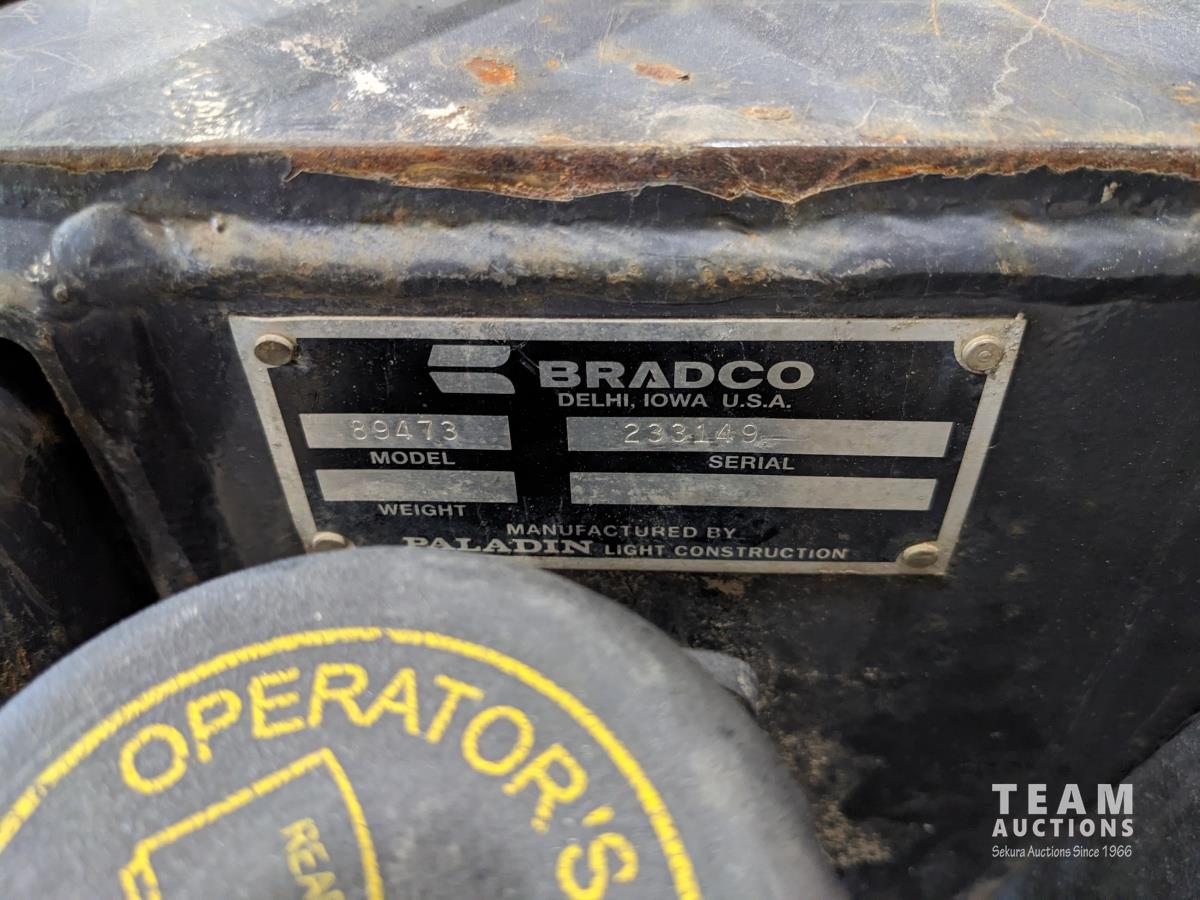 BRADCO
DELHI, IOWA U.S.A.
89473 233149
MODEL SERIAL
WEIGHT
MANUFACTURED BY
PALADIN LIGHT CONSTRUCTION
OPERATOR'S
TEAM
AUCTIONS
Sekura Auctions Since 1966